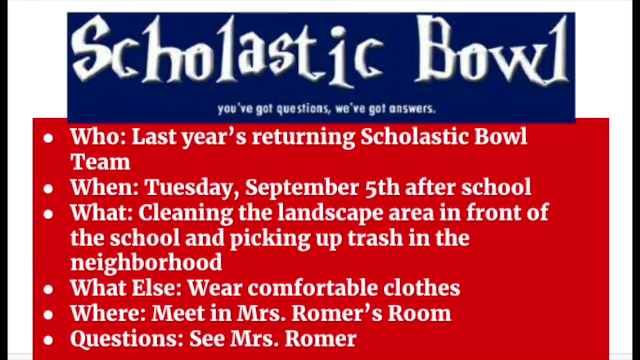 Scholastic Bowl
you've got questions, we've got answers.
● Who: Last year's returning Scholastic Bowl
Team
● When: Tuesday, September 5th after school
● What: Cleaning the landscape area in front of
the school and picking up trash in the
neighborhood
● What Else: Wear comfortable clothes
● Where: Meet in Mrs. Romer's Room
● Questions: See Mrs. Romer